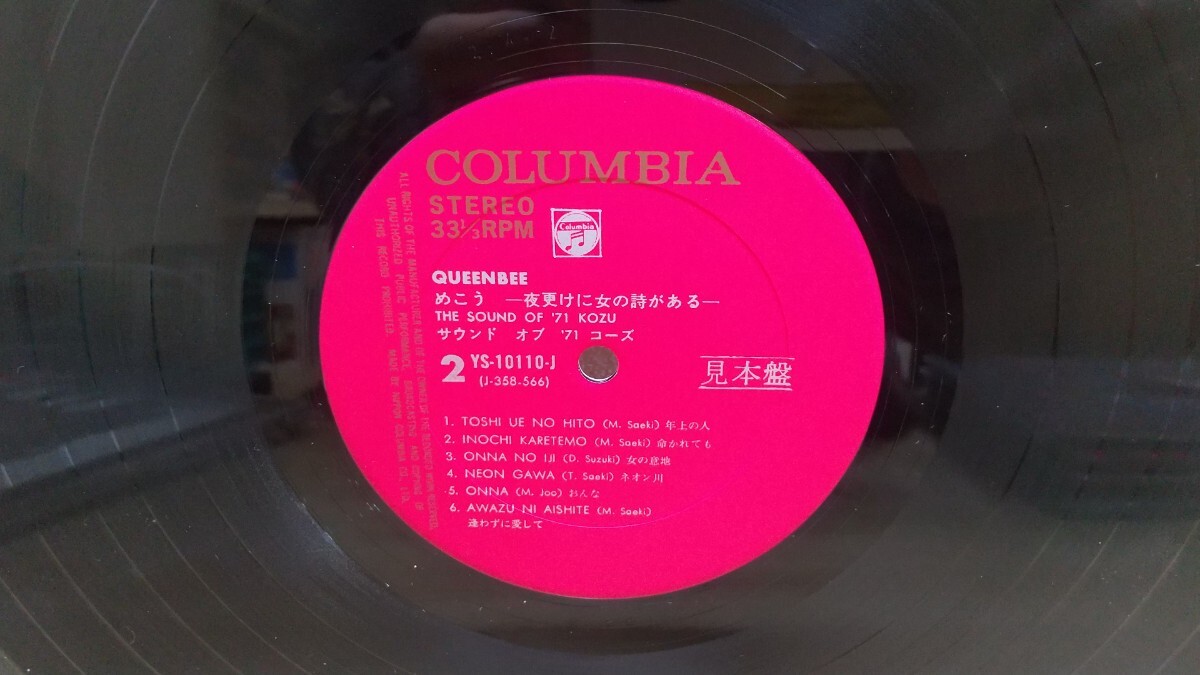 COLUMBIA
STEREO
33 1/3 RPM
Columbia
QUEENBEE
めこう —夜更けに女の詩がある—
THE SOUND OF '71 KOZU
サウンド オブ '71 コーズ
2 YS-10110-J
(J-358-566)
見本盤
1. TOSHI UE NO HITO (M. Saeki) 年上の人
2. INOCHI KARETEMO (M. Saeki) 命かれても
3. ONNA NO IJI (D. Suzuki) 女の意地
4. NEON GAWA (T. Saeki) ネオン川
5. ONNA (M. Joo) おんな
6. AWAZU NI AISHITE (M. Saeki)
逢わずに愛して
ALL RIGHTS OF THE MANUFACTURER AND OF THE OWNER OF THE RECORDED WORK RESERVED.
UNAUTHORIZED PUBLIC PERFORMANCE, BROADCASTING AND COPYING OF
THIS RECORD PROHIBITED. MADE BY NIPPON COLUMBIA CO., LTD.